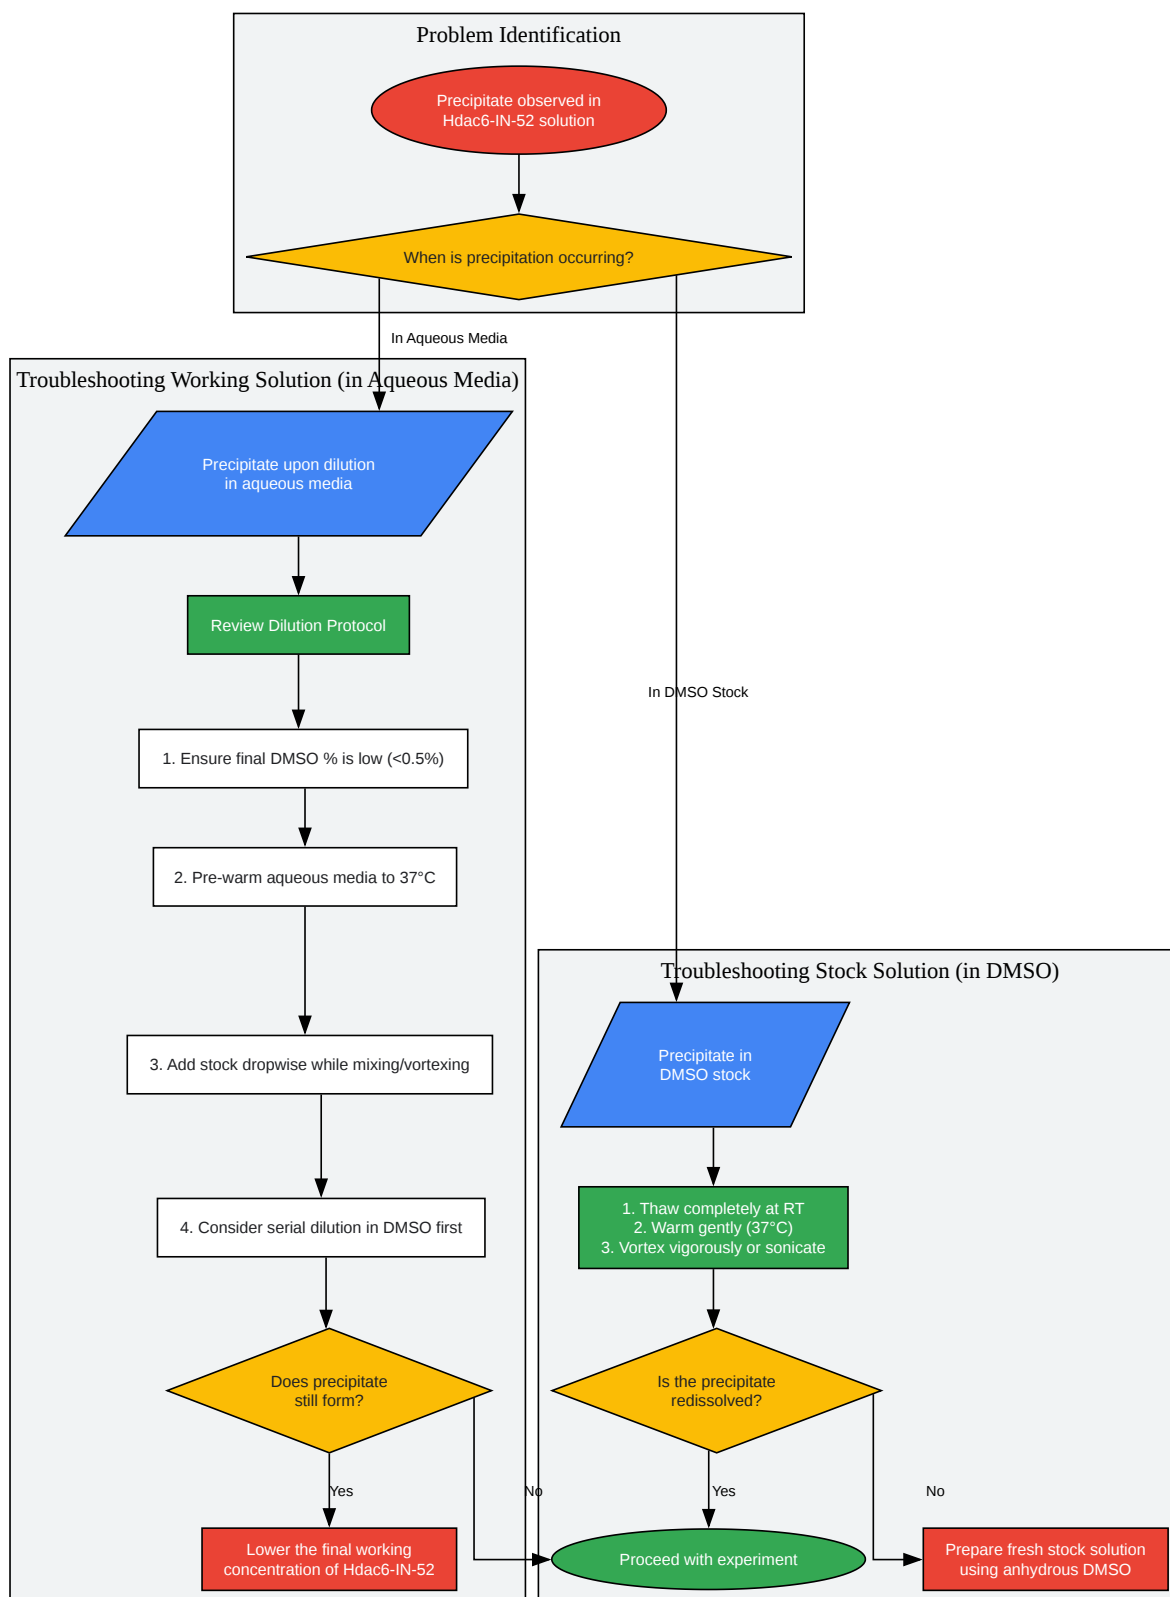 Problem Identification
Precipitate observed in
Hdac6-IN-52 solution
When is precipitation occurring?
In Aqueous Media
Troubleshooting Working Solution (in Aqueous Media)
Precipitate upon dilution
in aqueous media
Review Dilution Protocol
1. Ensure final DMSO % is low (<0.5%)
2. Pre-warm aqueous media to 37°C
3. Add stock dropwise while mixing/vortexing
4. Consider serial dilution in DMSO first
Does precipitate
still form?
Yes
No
Lower the final working
concentration of Hdac6-IN-52
In DMSO Stock
Troubleshooting Stock Solution (in DMSO)
Precipitate in
DMSO stock
1. Thaw completely at RT
2. Warm gently (37°C)
3. Vortex vigorously or sonicate
Is the precipitate
redissolved?
Yes
No
Proceed with experiment
Prepare fresh stock solution
using anhydrous DMSO